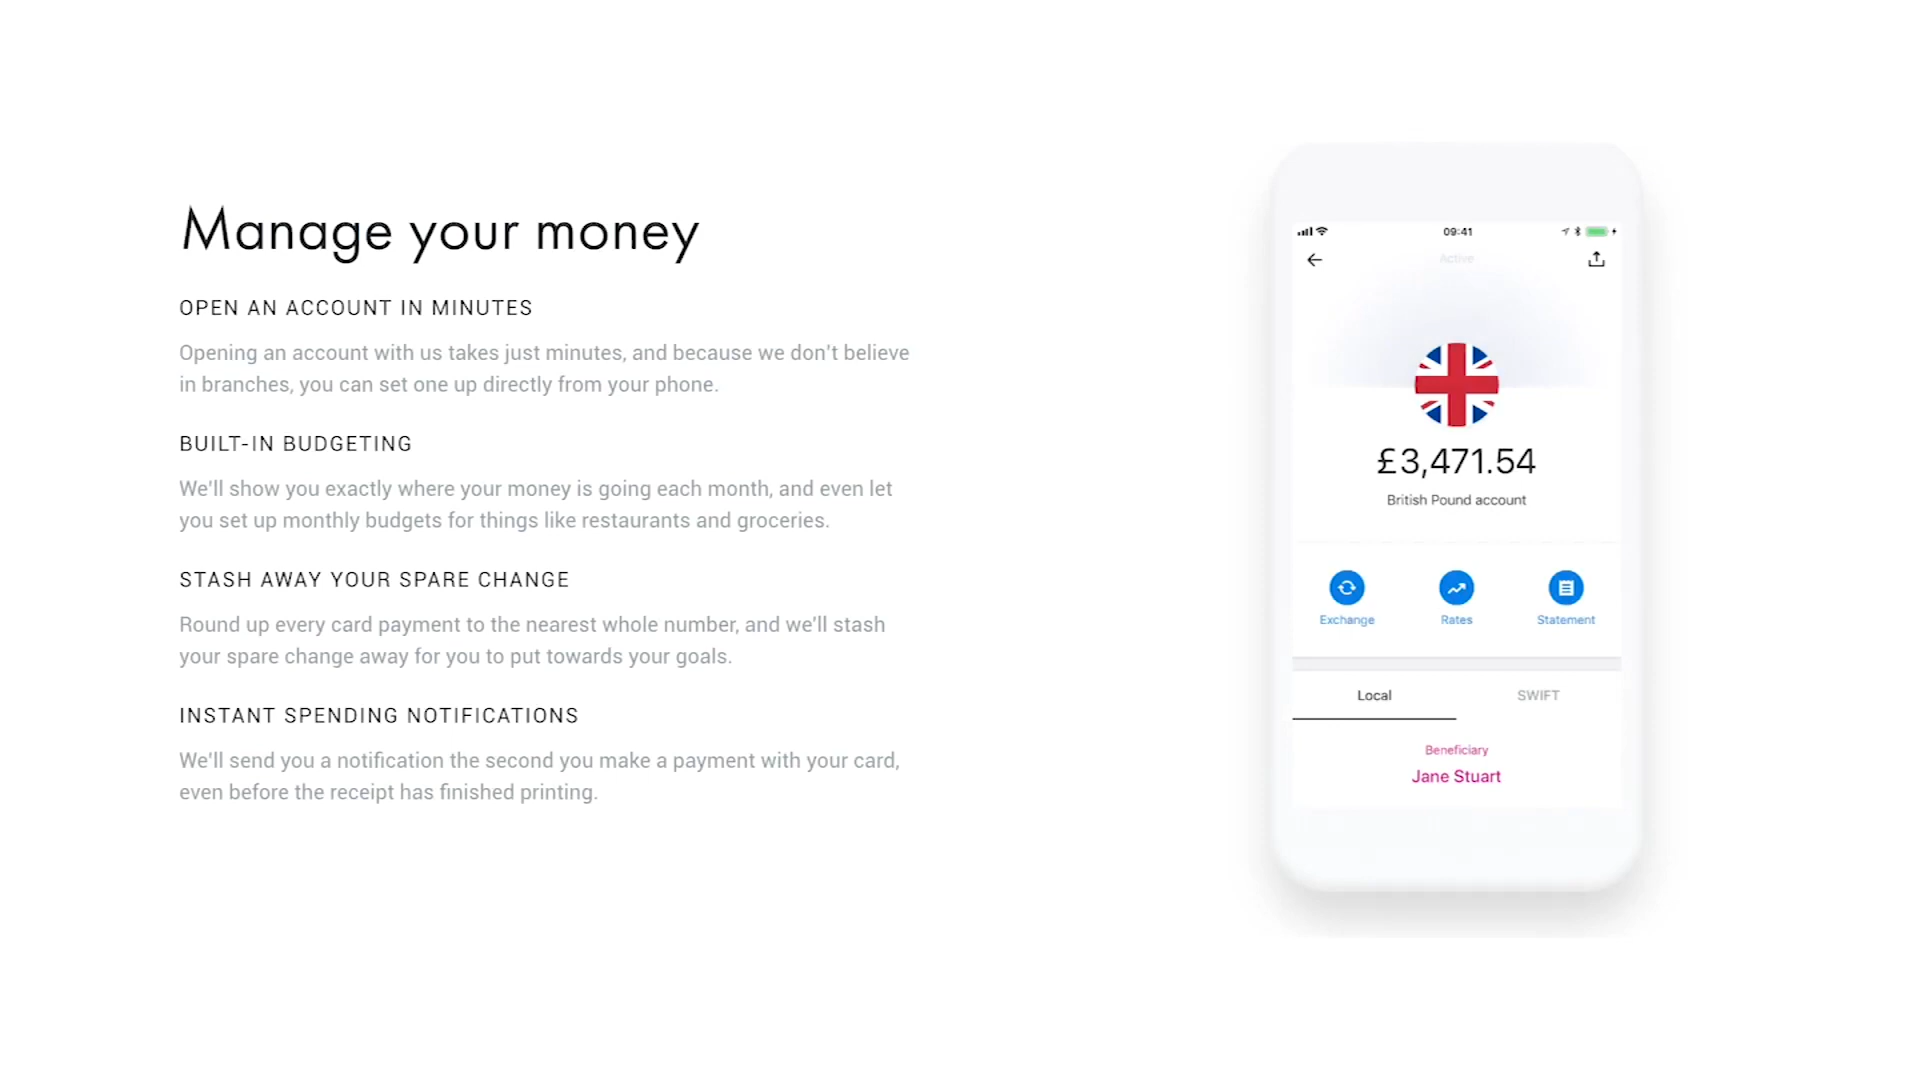 Manage your money
OPEN AN ACCOUNT IN MINUTES
Opening an account with us takes just minutes, and because we don't believe
in branches, you can set one up directly from your phone.
BUILT-IN BUDGETING
We'll show you exactly where your money is going each month, and even let
you set up monthly budgets for things like restaurants and groceries.
STASH AWAY YOUR SPARE CHANGE
Round up every card payment to the nearest whole number, and we'll stash
your spare change away for you to put towards your goals.
INSTANT SPENDING NOTIFICATIONS
We'll send you a notification the second you make a payment with your card,
even before the receipt has finished printing.
09:41
Active
£3,471.54
British Pound account
Exchange Rates Statement
Local SWIFT
Beneficiary
Jane Stuart